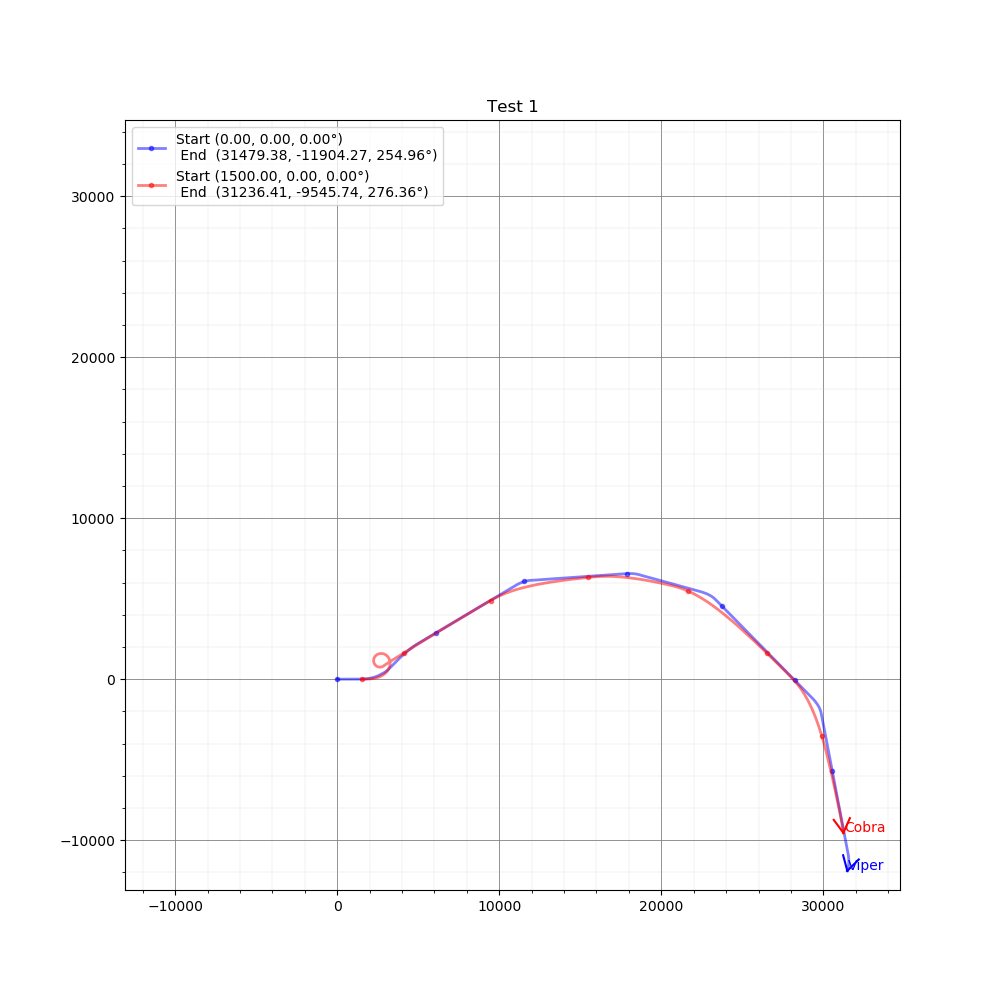 Test 1
Start (0.00, 0.00, 0.00°)
End (31479.38, -11904.27, 254.96°)
Start (1500.00, 0.00, 0.00°)
End (31236.41, -9545.74, 276.36°)
30000
20000
10000
0
−10000
Cobra
Viper
−10000
0
10000
20000
30000